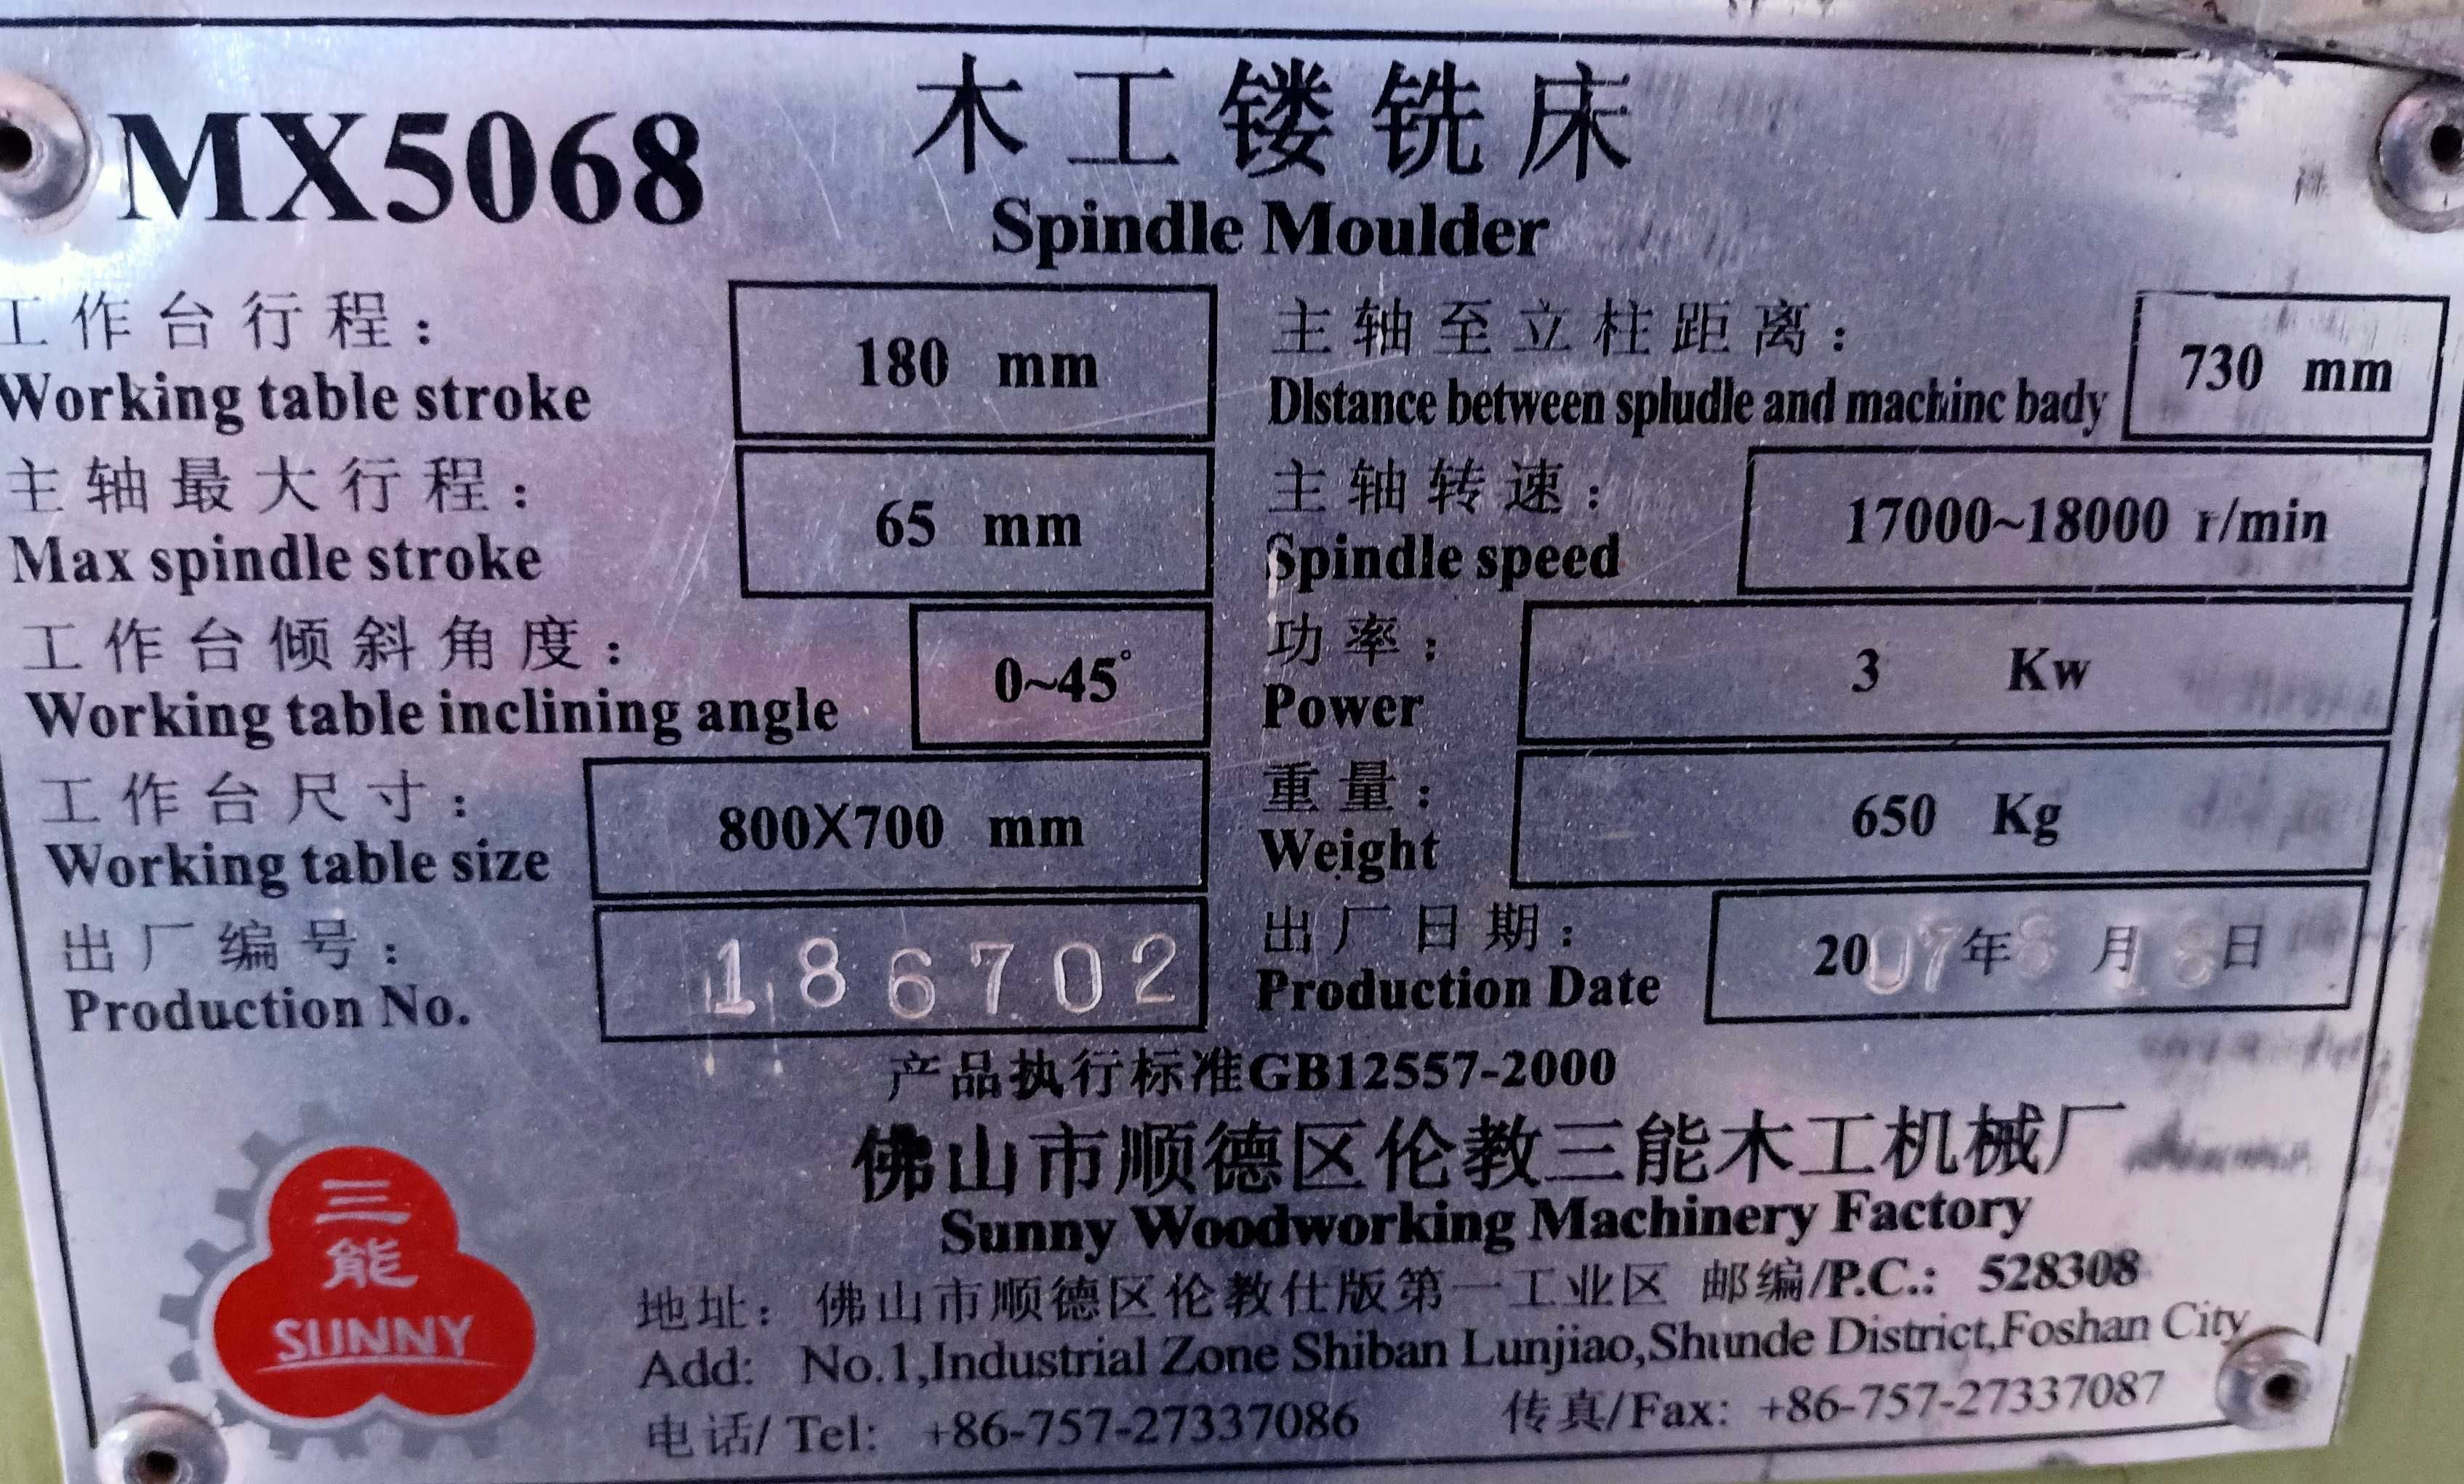 MX5068
木工镂铣床
Spindle Moulder
工作台行程：
Working table stroke
180 mm
主轴至立柱距离：
DIstance between spludle and machinc bady
730 mm
主轴最大行程：
Max spindle stroke
65 mm
主轴转速：
Spindle speed
17000~18000 r/min
工作台倾斜角度：
Working table inclining angle
0~45°
功率：
Power
3 Kw
工作台尺寸：
Working table size
800X700 mm
重量：
Weight
650 Kg
出厂编号：
Production No.
186702
出厂日期：
Production Date
2007年 月 日
产品执行标准GB12557-2000
佛山市顺德区伦教三能木工机械厂
Sunny Woodworking Machinery Factory
三能
SUNNY
地址：佛山市顺德区伦教仕版第一工业区 邮编/P.C.: 528308
Add: No.1,Industrial Zone Shiban Lunjiao,Shunde District,Foshan City
电话/ Tel: +86-757-27337086 传真/Fax: +86-757-27337087